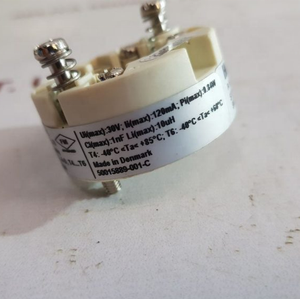 Ui(max):30V; Ii(max):120mA; Pi(max):0.84W
Ci(max):1nF Li(max):10uH
T4: -40°C <Ta< +85°C; T6: -40°C <Ta< +60°C
Made in Denmark
50015889-001-C